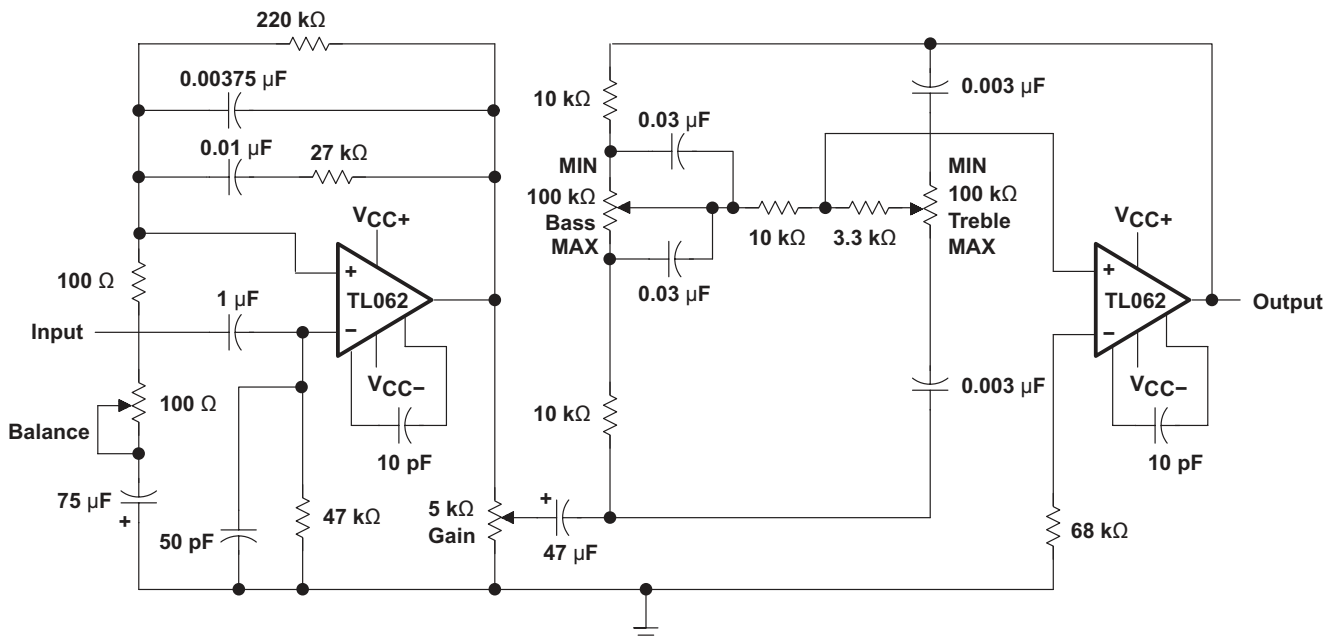 220 kΩ
0.00375 µF
0.01 µF
27 kΩ
VCC+
100 Ω
+
TL062
−
1 µF
Input
VCC−
100 Ω
Balance
10 pF
75 µF
+
50 pF
47 kΩ
5 kΩ
Gain
+
47 µF
10 kΩ
0.03 µF
MIN
100 kΩ
Bass
MAX
0.03 µF
10 kΩ
10 kΩ
3.3 kΩ
0.003 µF
MIN
100 kΩ
Treble
MAX
0.003 µF
VCC+
+
TL062
−
VCC−
10 pF
68 kΩ
Output